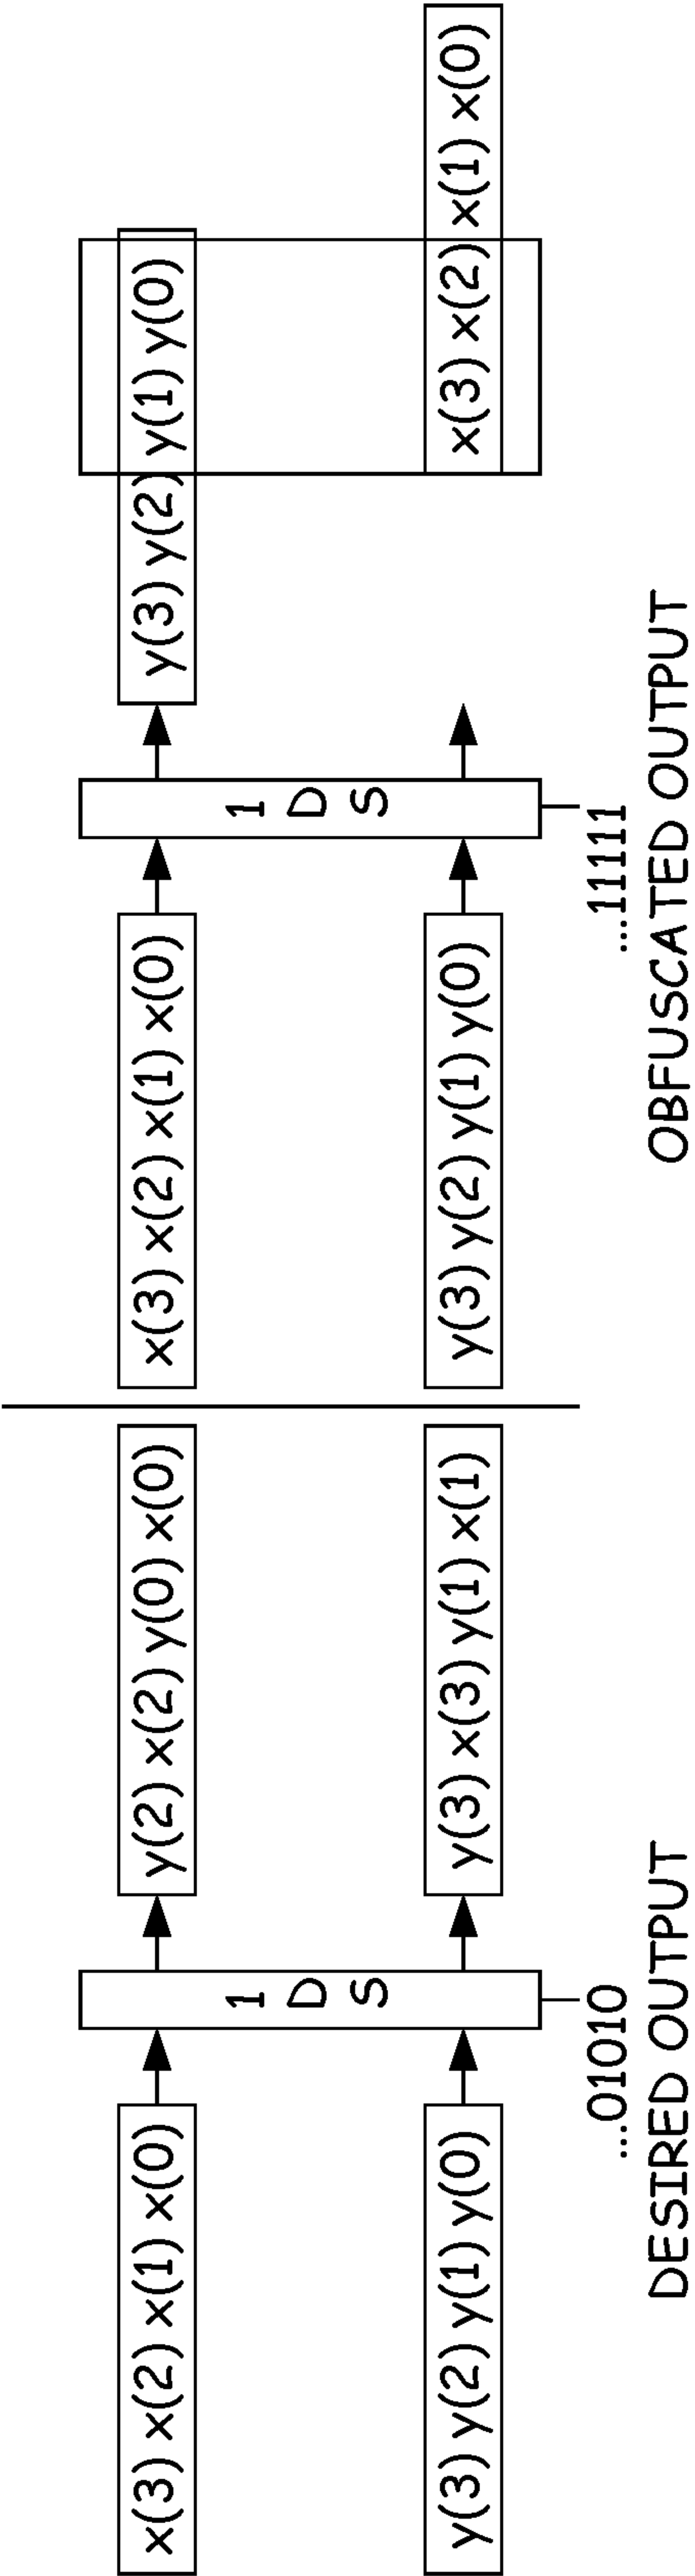 x(3) x(2) x(1) x(0)
y(3) y(2) y(1) y(0)
1DS
...01010
y(2) x(2) y(0) x(0)
y(3) x(3) y(1) x(1)
DESIRED OUTPUT
x(3) x(2) x(1) x(0)
y(3) y(2) y(1) y(0)
1DS
...11111
y(3) y(2) y(1) y(0)
x(3) x(2) x(1) x(0)
OBFUSCATED OUTPUT